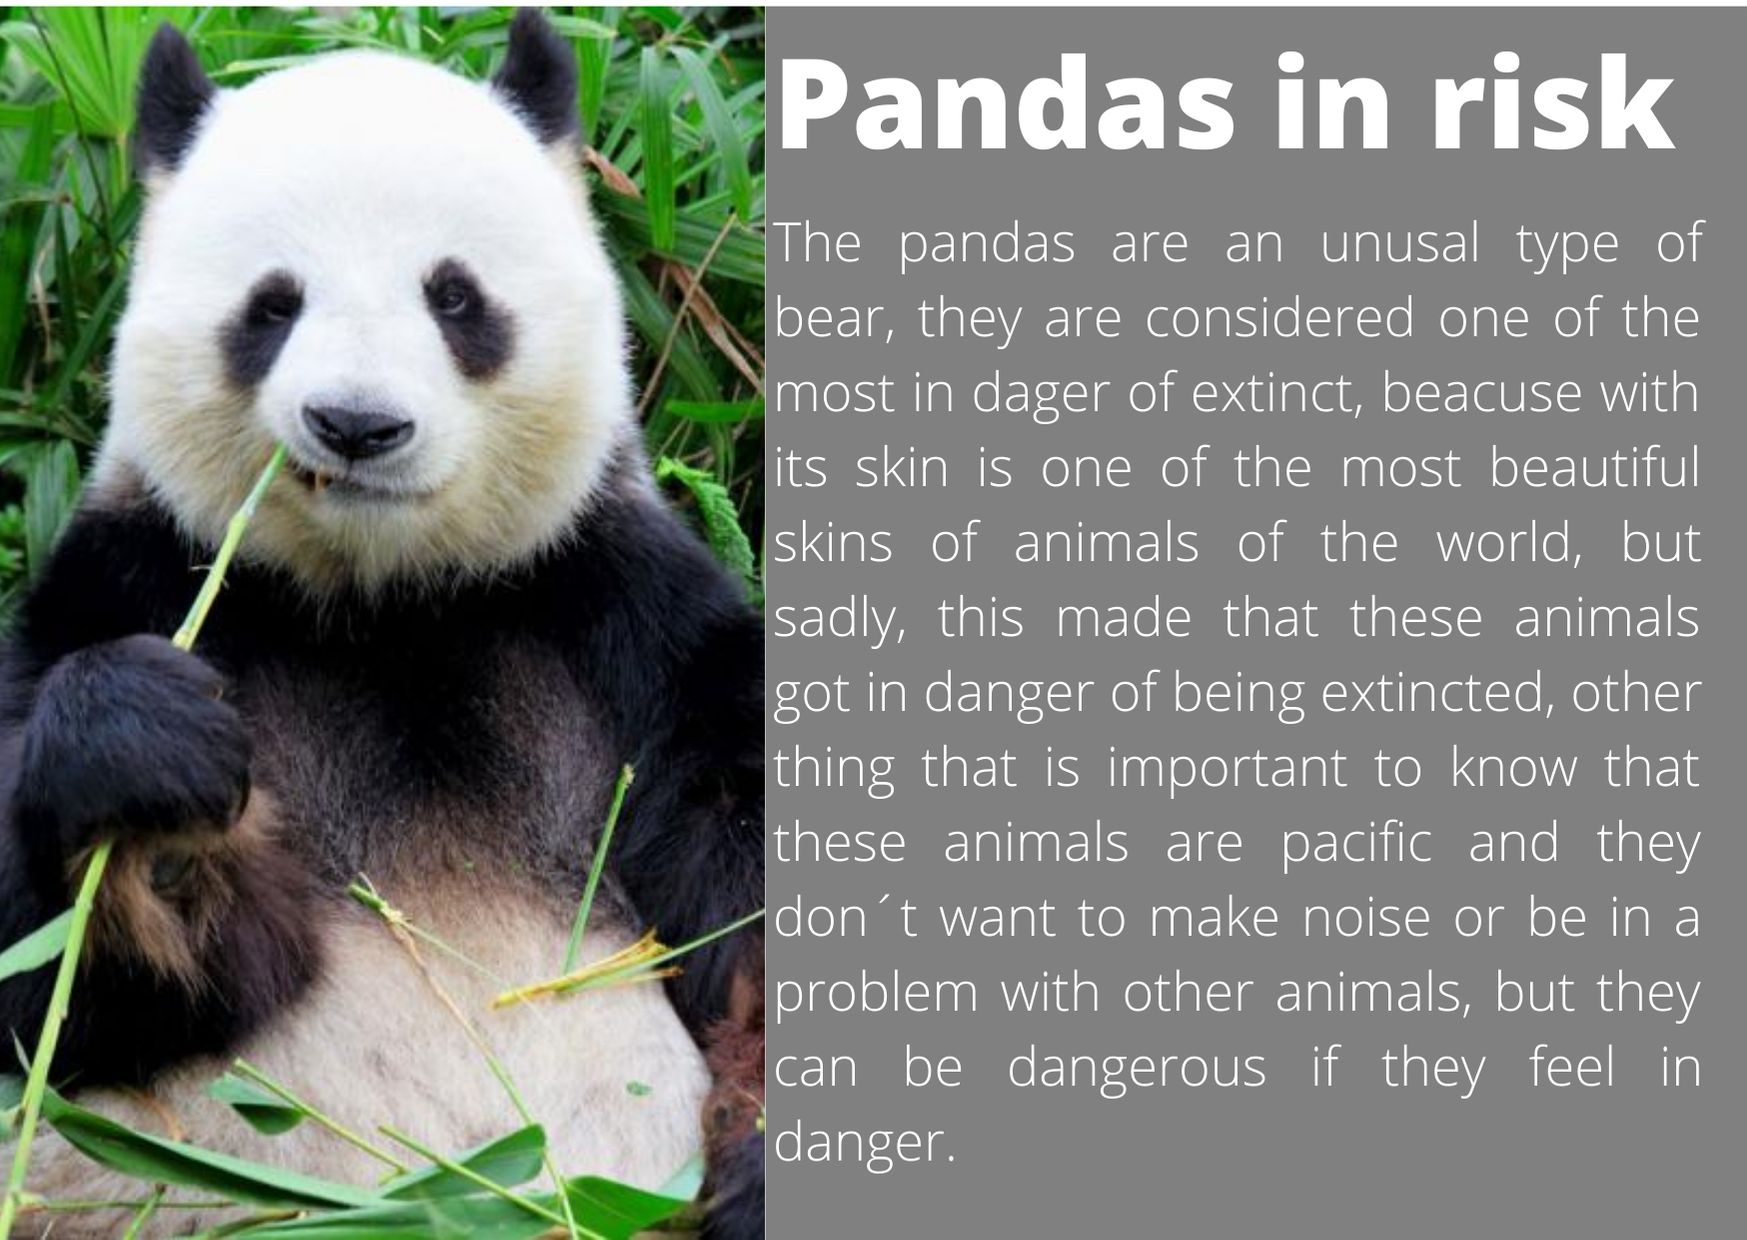 Pandas in risk
The pandas are an unusal type of
bear, they are considered one of the
most in dager of extinct, beacuse with
its skin is one of the most beautiful
skins of animals of the world, but
sadly, this made that these animals
got in danger of being extincted, other
thing that is important to know that
these animals are pacific and they
don´t want to make noise or be in a
problem with other animals, but they
can be dangerous if they feel in
danger.